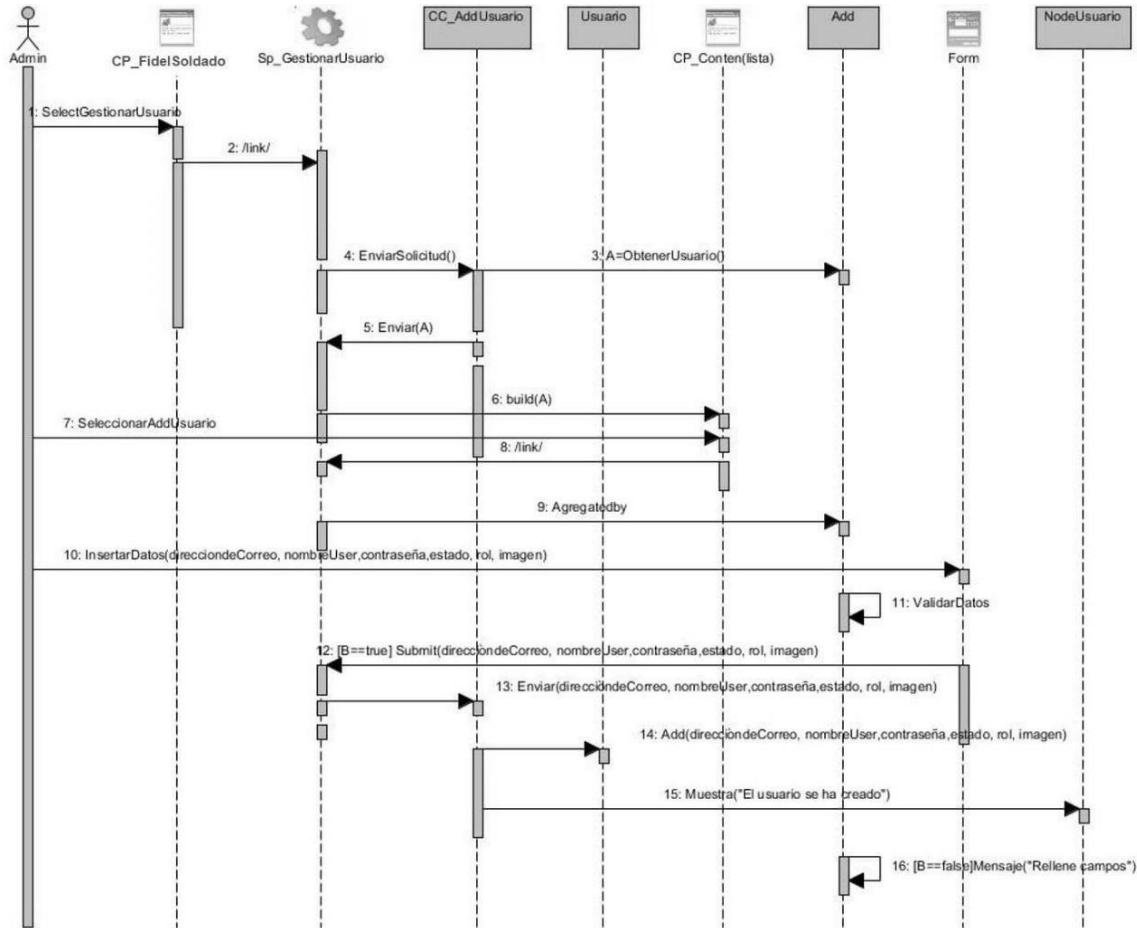 Admin
CP_FidelSoldado
Sp_GestionarUsuario
CC_AddUsuario
Usuario
CP_Conten(lista)
Add
Form
NodeUsuario
1: SelectGestionarUsuario
2: /link/
4: EnviarSolicitud()
3: A=ObtenerUsuario()
5: Enviar(A)
6: build(A)
7: SeleccionarAddUsuario
8: /link/
9: Agregatedby
10: InsertarDatos(direcciondeCorreo, nombreUser,contraseña,estado, rol, imagen)
11: ValidarDatos
12: [B==true] Submit(direcciòndeCorreo, nombreUser,contraseña,estado, rol, imagen)
13: Enviar(direcciòndeCorreo, nombreUser,contraseña,estado, rol, imagen)
14: Add(direcciòndeCorreo, nombreUser,contraseña,estado, rol, imagen)
15: Muestra("El usuario se ha creado")
16: [B==false]Mensaje("Rellene campos")